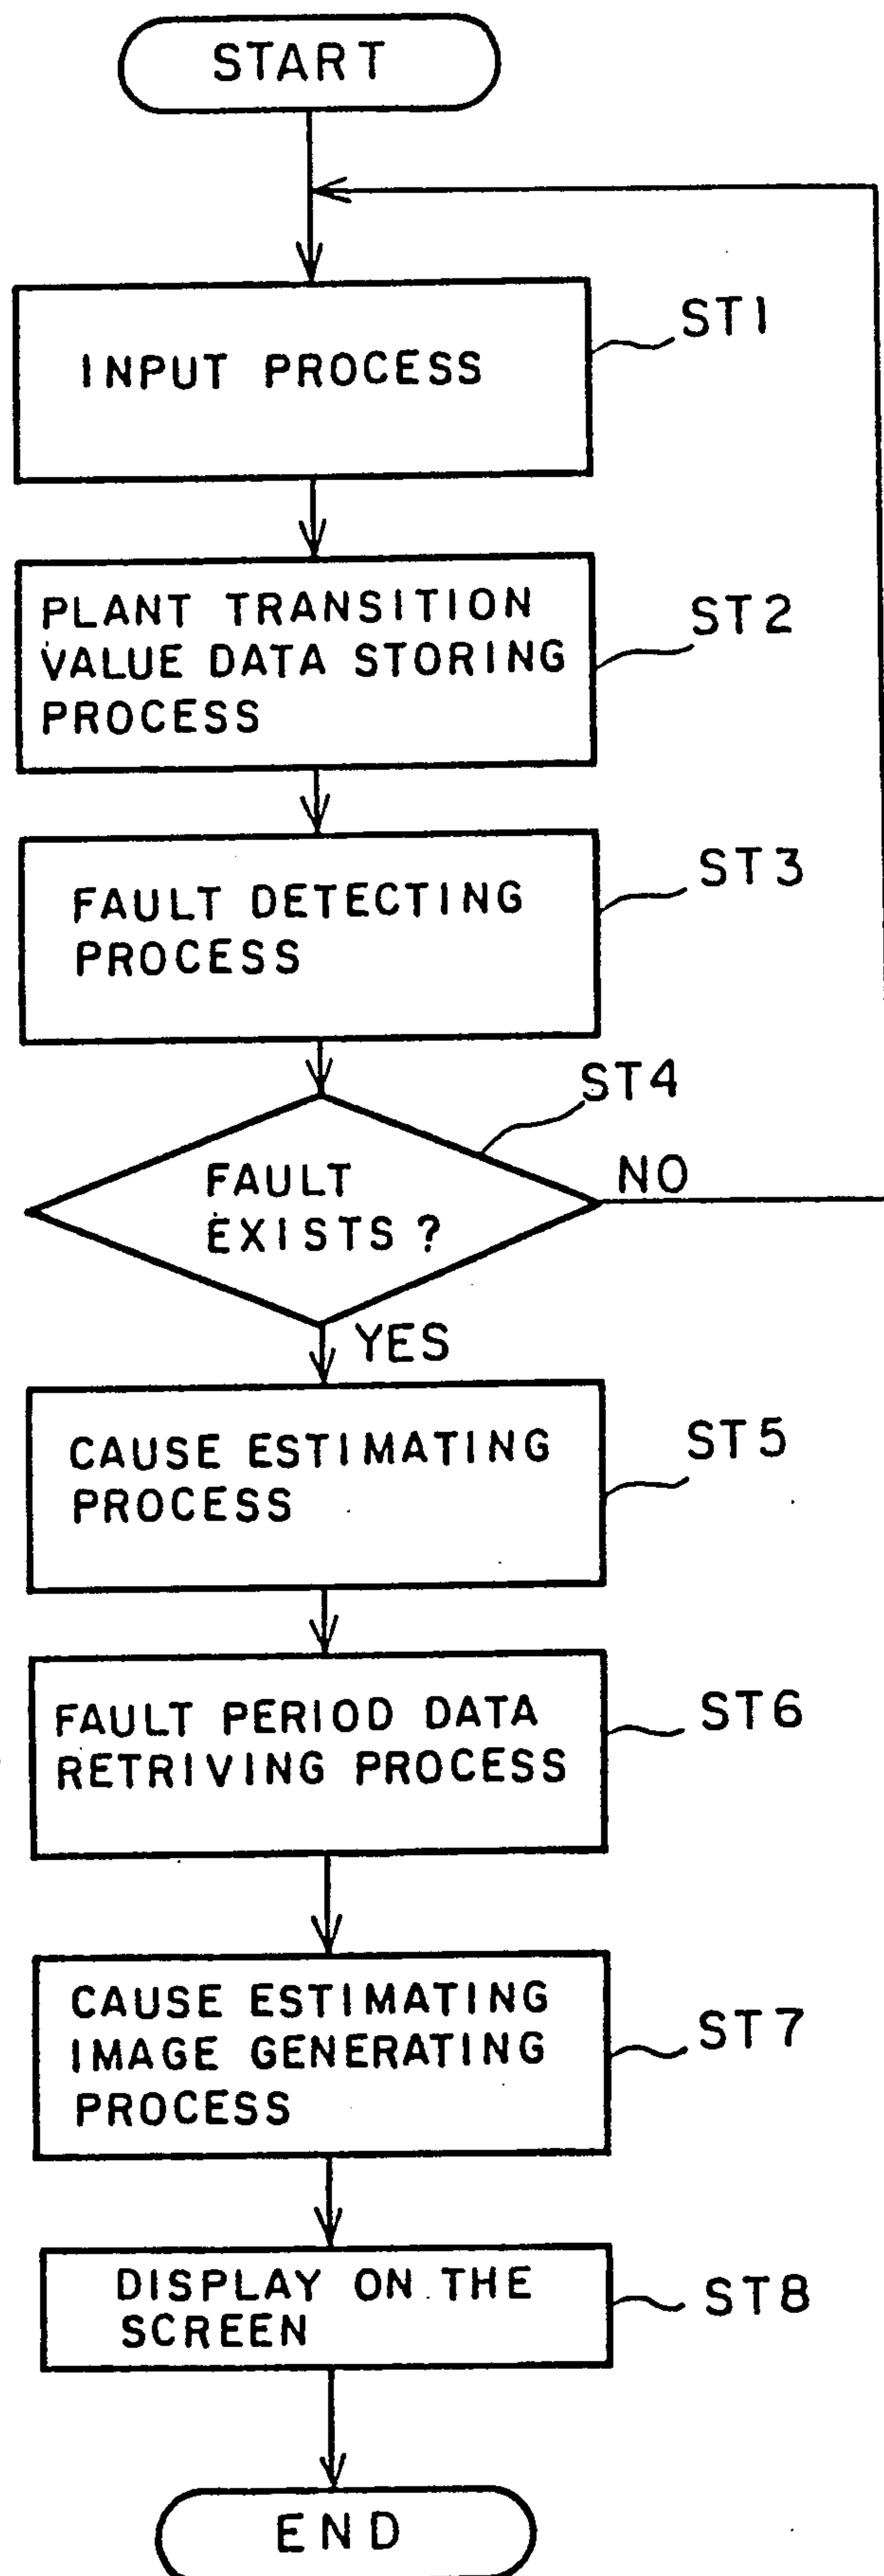 START
INPUT PROCESS
ST1
PLANT TRANSITION
VALUE DATA STORING
PROCESS
ST2
FAULT DETECTING
PROCESS
ST3
FAULT
EXISTS?
ST4
NO
YES
CAUSE ESTIMATING
PROCESS
ST5
FAULT PERIOD DATA
RETRIVING PROCESS
ST6
CAUSE ESTIMATING
IMAGE GENERATING
PROCESS
ST7
DISPLAY ON THE
SCREEN
ST8
END